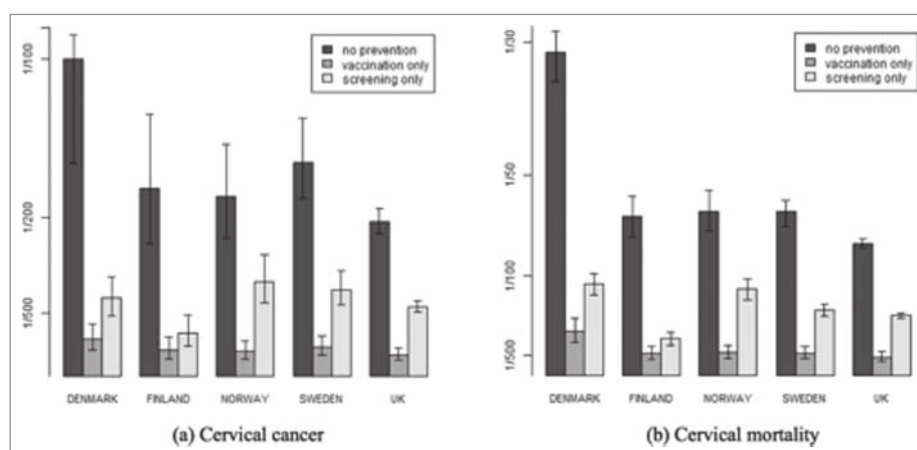 no prevention
vaccination only
screening only
1/100
1/200
1/500
DENMARK FINLAND NORWAY SWEDEN UK
(a) Cervical cancer
no prevention
vaccination only
screening only
1/30
1/50
1/100
1/500
DENMARK FINLAND NORWAY SWEDEN UK
(b) Cervical mortality